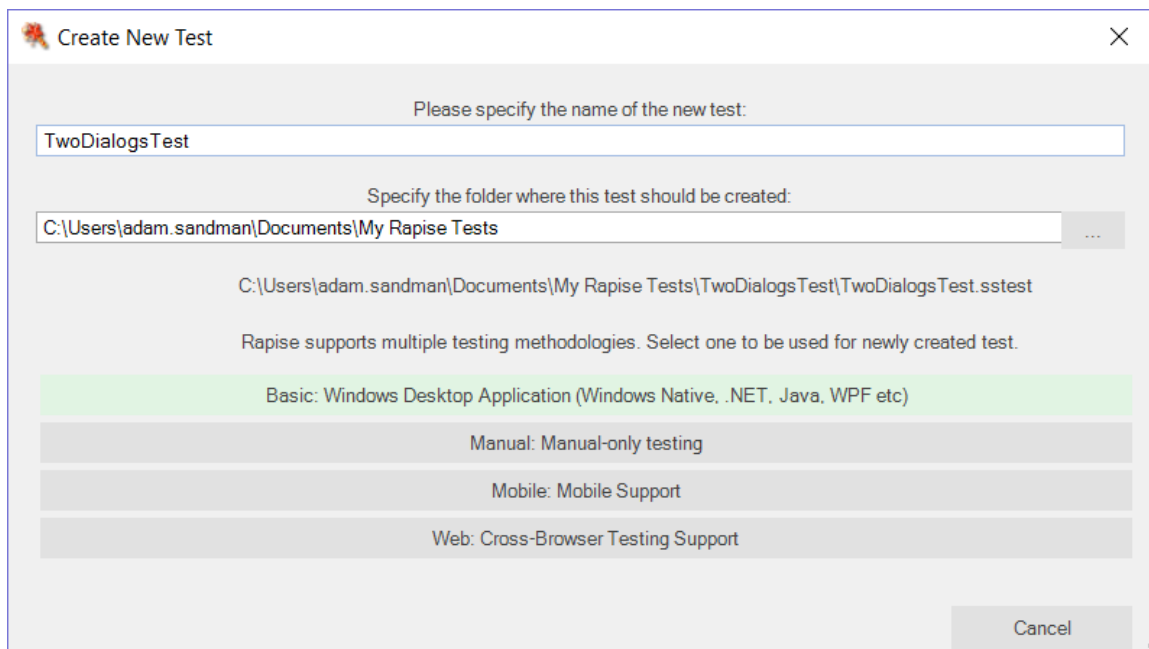 Create New Test
Please specify the name of the new test:
TwoDialogsTest
Specify the folder where this test should be created:
C:\Users\adam.sandman\Documents\My Rapise Tests
...
C:\Users\adam.sandman\Documents\My Rapise Tests\TwoDialogsTest\TwoDialogsTest.sstest
Rapise supports multiple testing methodologies. Select one to be used for newly created test.
Basic: Windows Desktop Application (Windows Native, .NET, Java, WPF etc)
Manual: Manual-only testing
Mobile: Mobile Support
Web: Cross-Browser Testing Support
Cancel